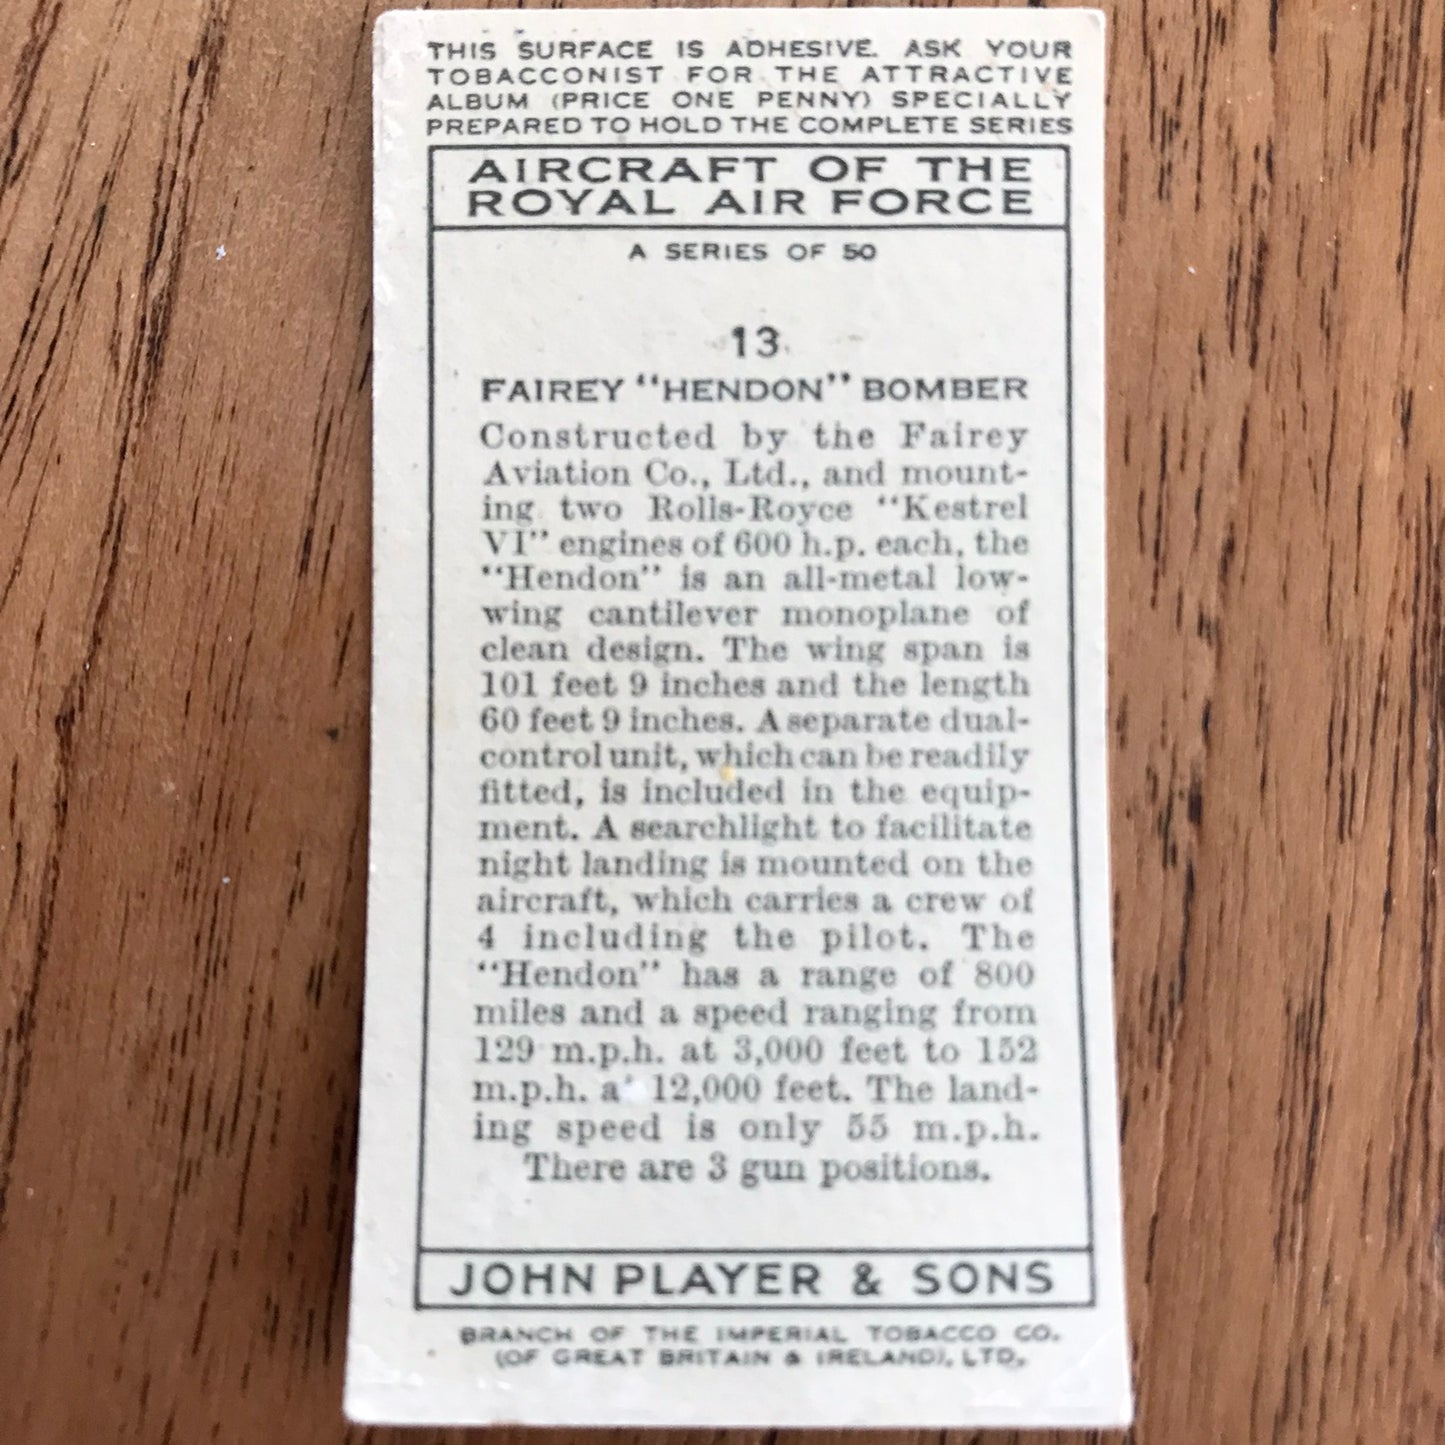 THIS SURFACE IS ADHESIVE. ASK YOUR
TOBACCONIST FOR THE ATTRACTIVE
ALBUM (PRICE ONE PENNY) SPECIALLY
PREPARED TO HOLD THE COMPLETE SERIES
AIRCRAFT OF THE
ROYAL AIR FORCE
A SERIES OF 50
13
FAIREY "HENDON" BOMBER
Constructed by the Fairey
Aviation Co., Ltd., and mount-
ing two Rolls-Royce "Kestrel
VI" engines of 600 h.p. each, the
"Hendon" is an all-metal low-
wing cantilever monoplane of
clean design. The wing span is
101 feet 9 inches and the length
60 feet 9 inches. A separate dual-
control unit, which can be readily
fitted, is included in the equip-
ment. A searchlight to facilitate
night landing is mounted on the
aircraft, which carries a crew of
4 including the pilot. The
"Hendon" has a range of 800
miles and a speed ranging from
129 m.p.h. at 3,000 feet to 152
m.p.h. at 12,000 feet. The land-
ing speed is only 55 m.p.h.
There are 3 gun positions.
JOHN PLAYER & SONS
BRANCH OF THE IMPERIAL TOBACCO CO.
(OF GREAT BRITAIN & IRELAND), LTD.